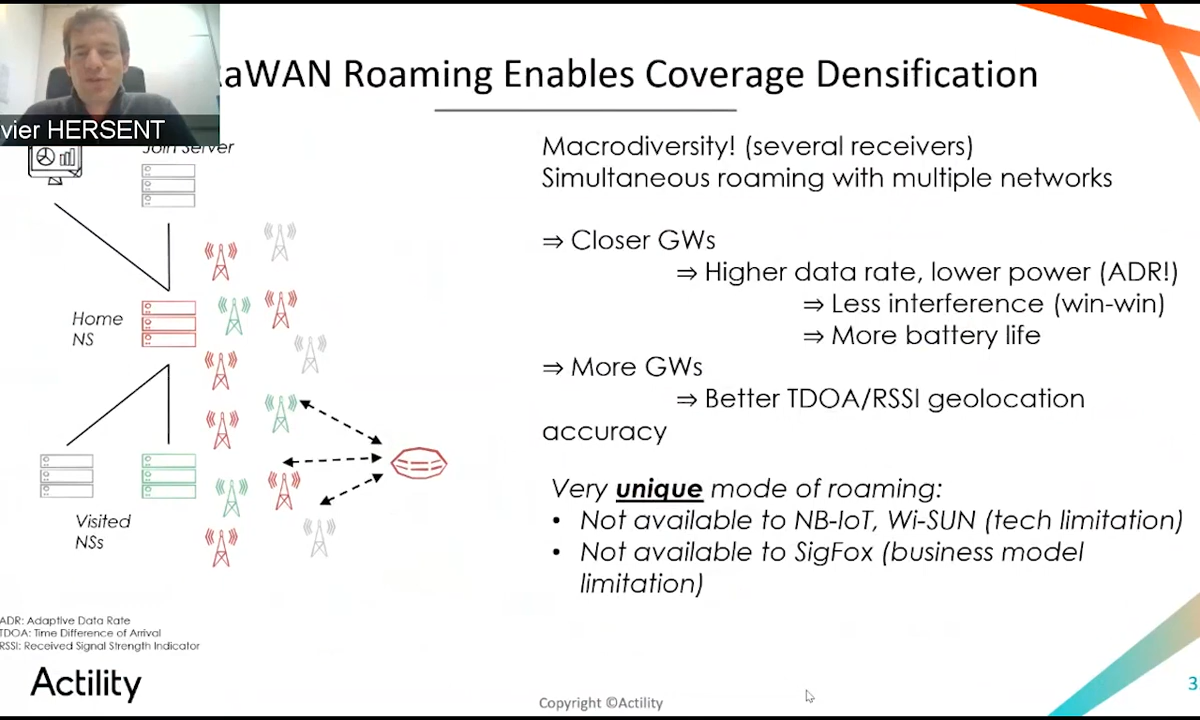 aWAN Roaming Enables Coverage Densification
vier HERSENT
Join Server
Macrodiversity! (several receivers)
Simultaneous roaming with multiple networks
⇒ Closer GWs
⇒ Higher data rate, lower power (ADR!)
⇒ Less interference (win-win)
⇒ More battery life
⇒ More GWs
⇒ Better TDOA/RSSI geolocation
accuracy
Home
NS
Visited
NSs
Very unique mode of roaming:
• Not available to NB-IoT, Wi-SUN (tech limitation)
• Not available to SigFox (business model
limitation)
ADR: Adaptive Data Rate
TDOA: Time Difference of Arrival
RSSI: Received Signal Strength Indicator
Actility
Copyright ©Actility
3